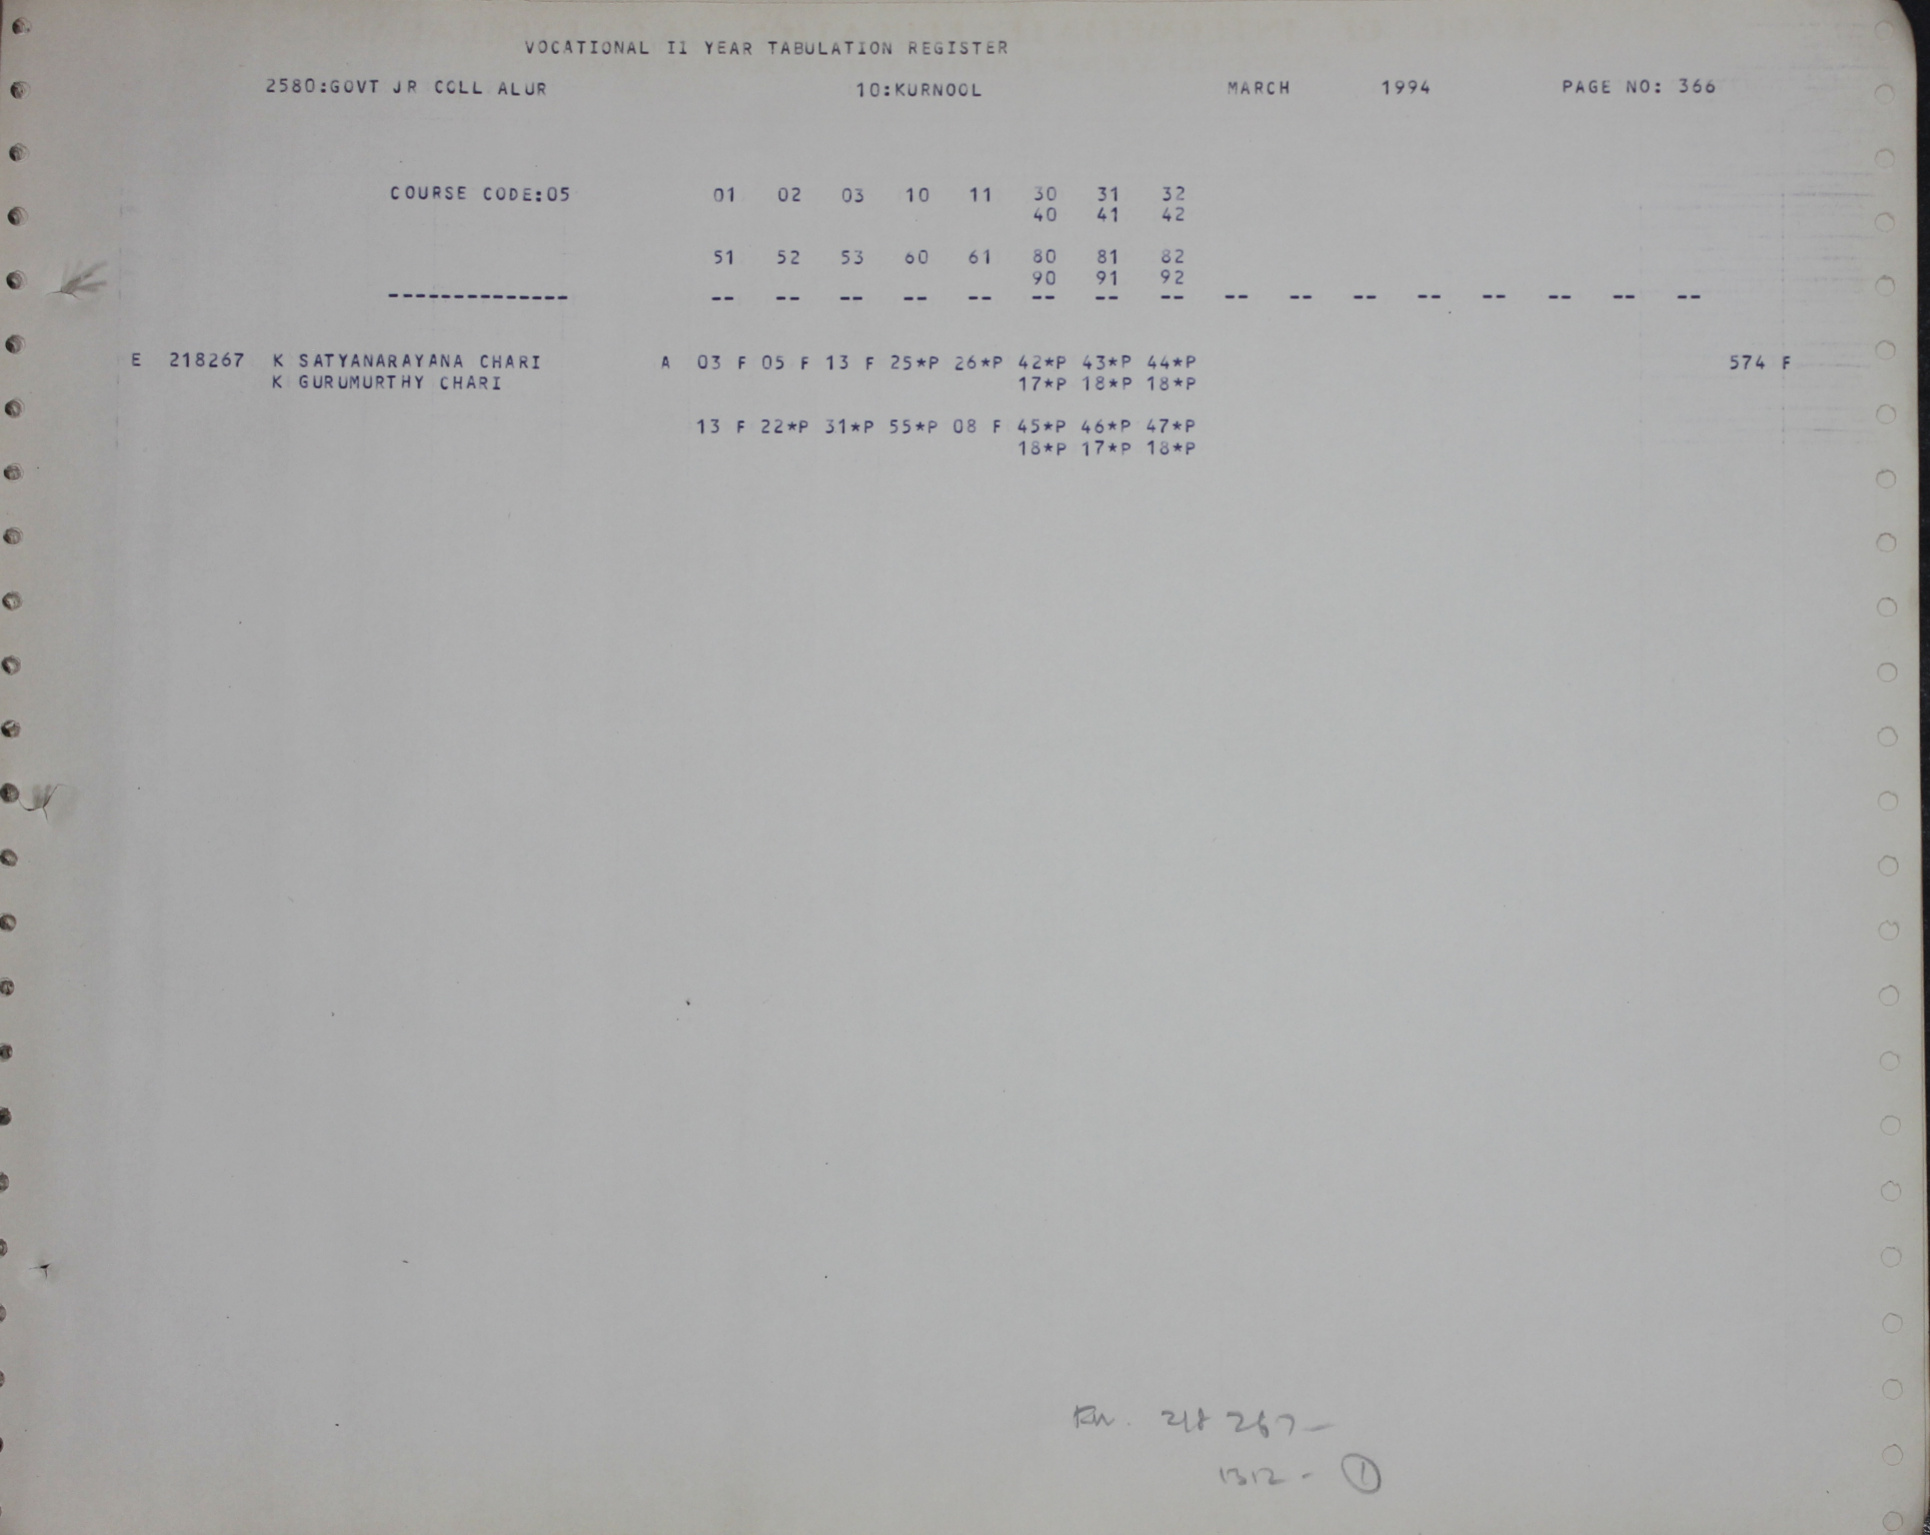 VOCATIONAL II YEAR TABULATION REGISTER
2580:GOVT JR COLL ALUR 10:KURNOOL MARCH 1994 PAGE NO: 366
COURSE CODE:05 01 02 03 10 11 30 31 32
40 41 42
51 52 53 60 61 80 81 82
90 91 92
-------------- -- -- -- -- -- -- -- -- -- -- -- -- -- -- -- --
E 218267 K SATYANARAYANA CHARI A 03 F 05 F 13 F 25*P 26*P 42*P 43*P 44*P 574 F
K GURUMURTHY CHARI 17*P 18*P 18*P
13 F 22*P 31*P 55*P 08 F 45*P 46*P 47*P
18*P 17*P 18*P
218 267 -
1312 - 1